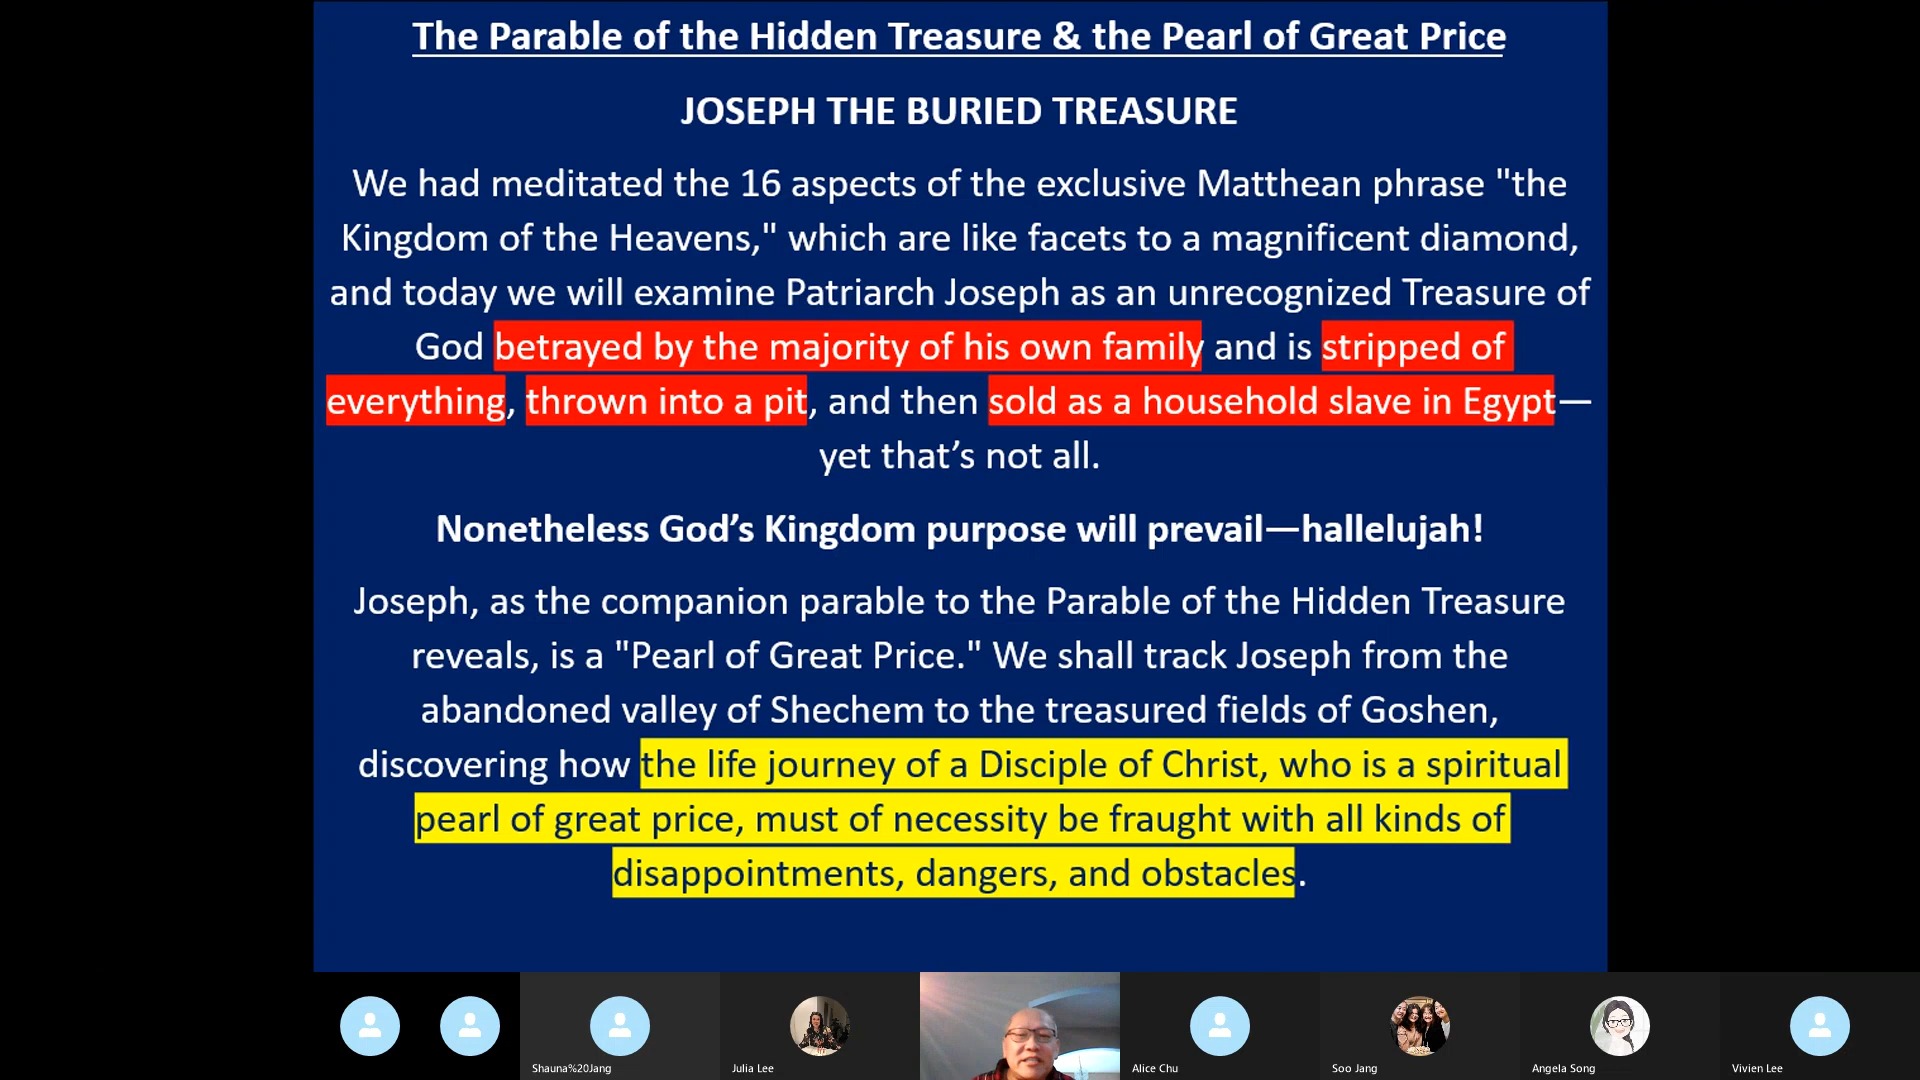 The Parable of the Hidden Treasure & the Pearl of Great Price
JOSEPH THE BURIED TREASURE
We had meditated the 16 aspects of the exclusive Matthean phrase "the
Kingdom of the Heavens," which are like facets to a magnificent diamond,
and today we will examine Patriarch Joseph as an unrecognized Treasure of
God betrayed by the majority of his own family and is stripped of
everything, thrown into a pit, and then sold as a household slave in Egypt—
yet that’s not all.
Nonetheless God’s Kingdom purpose will prevail—hallelujah!
Joseph, as the companion parable to the Parable of the Hidden Treasure
reveals, is a "Pearl of Great Price." We shall track Joseph from the
abandoned valley of Shechem to the treasured fields of Goshen,
discovering how the life journey of a Disciple of Christ, who is a spiritual
pearl of great price, must of necessity be fraught with all kinds of
disappointments, dangers, and obstacles.
Shauna%20Jang
Julia Lee
Alice Chu
Soo Jang
Angela Song
Vivien Lee